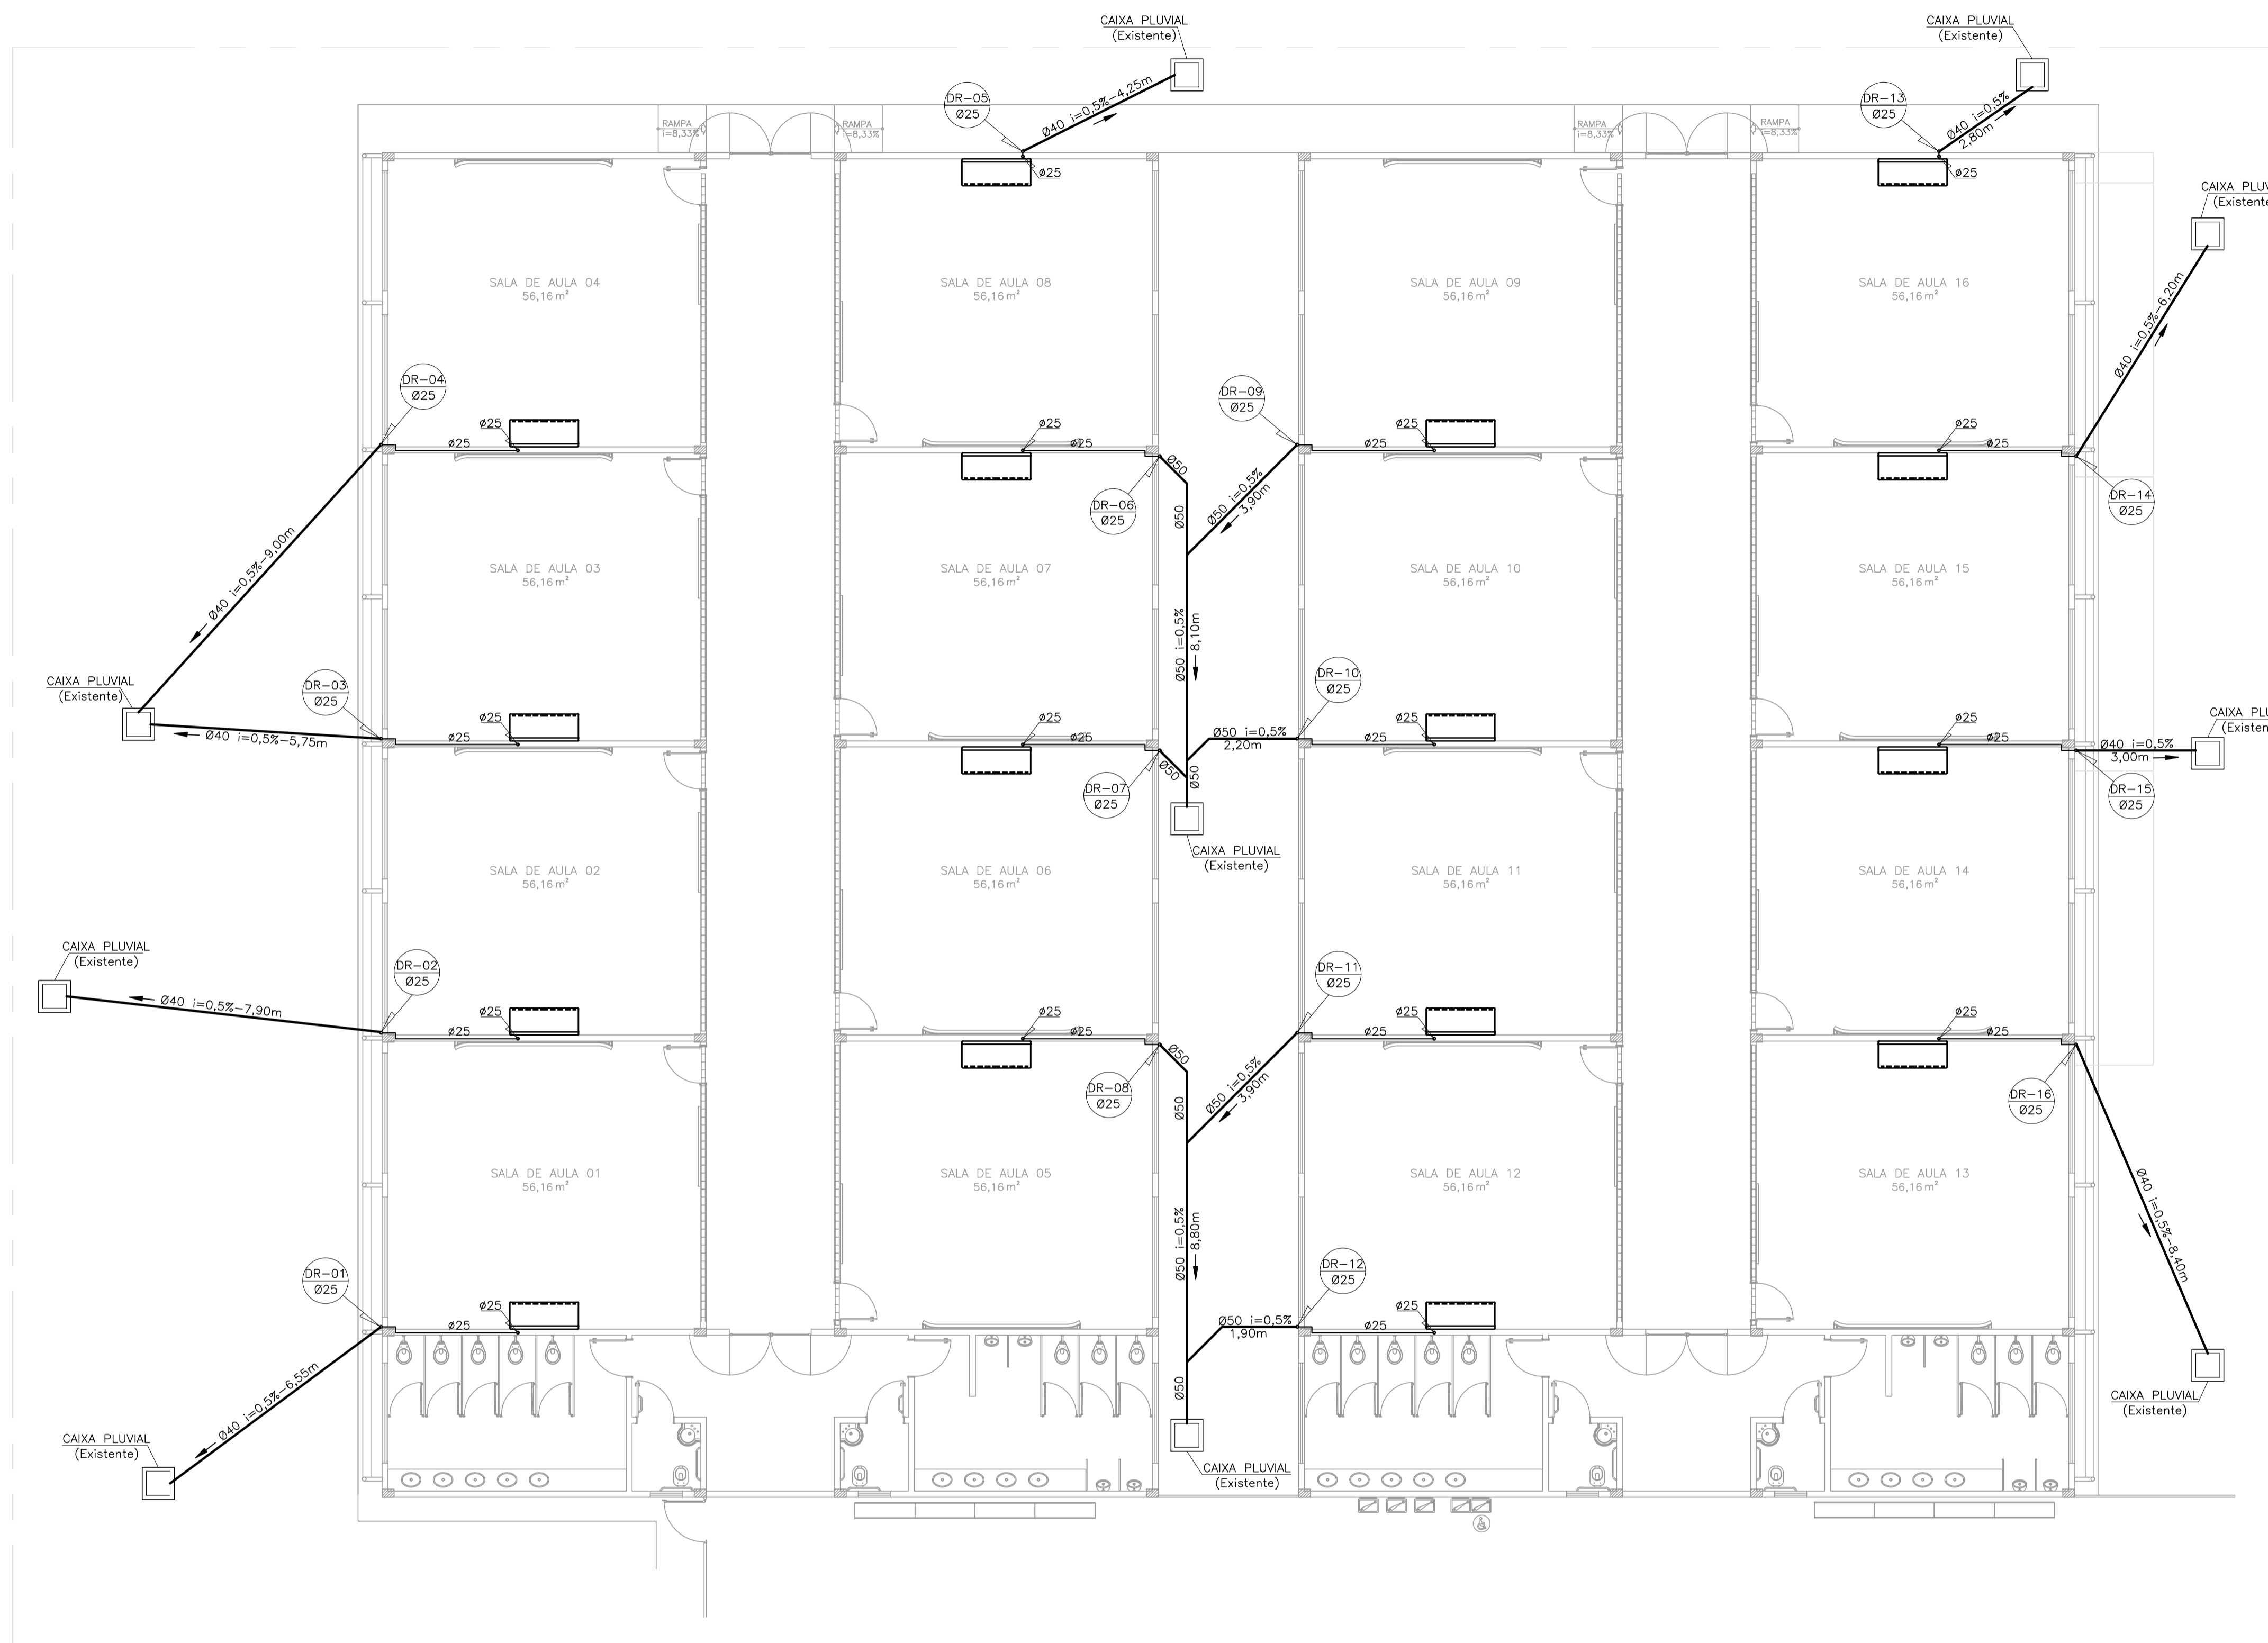 CAIXA PLUVIAL
(Existente)
CAIXA PLUVIAL
(Existente)
DR-05
Ø25
Ø40 i=0,5%-4,25m
DR-13
Ø25
Ø40 i=0,5%
2,80m
RAMPA
i=8,33%
RAMPA
i=8,33%
RAMPA
i=8,33%
RAMPA
i=8,33%
ø25
ø25
CAIXA PLUV
(Existente
SALA DE AULA 04
56,16m²
SALA DE AULA 08
56,16m²
SALA DE AULA 09
56,16m²
SALA DE AULA 16
56,16m²
Ø40 i=0,5%-6,20m
DR-04
Ø25
DR-09
Ø25
ø25
ø25
ø25
ø25
ø25
ø25
ø25
ø25
Ø50
Ø50 i=0,5%
3,90m
DR-06
Ø25
Ø50
DR-14
Ø25
Ø40 i=0,5%-9,00m
SALA DE AULA 03
56,16m²
SALA DE AULA 07
56,16m²
SALA DE AULA 10
56,16m²
SALA DE AULA 15
56,16m²
Ø50 i=0,5%
8,10m
CAIXA PLUVIAL
(Existente)
DR-03
Ø25
DR-10
Ø25
CAIXA PLU
(Existen
Ø40 i=0,5%-5,75m
ø25
ø25
ø25
ø25
Ø50 i=0,5%
2,20m
ø25
ø25
ø25
ø25
Ø40 i=0,5%
3,00m
Ø50
Ø50
DR-07
Ø25
DR-15
Ø25
CAIXA PLUVIAL
(Existente)
SALA DE AULA 02
56,16m²
SALA DE AULA 06
56,16m²
SALA DE AULA 11
56,16m²
SALA DE AULA 14
56,16m²
CAIXA PLUVIAL
(Existente)
DR-02
Ø25
DR-11
Ø25
Ø40 i=0,5%-7,90m
ø25
ø25
ø25
ø25
ø25
ø25
ø25
ø25
Ø50
Ø50 i=0,5%
3,90m
DR-08
Ø25
Ø50
DR-16
Ø25
SALA DE AULA 01
56,16m²
SALA DE AULA 05
56,16m²
SALA DE AULA 12
56,16m²
SALA DE AULA 13
56,16m²
Ø40 i=0,5%-8,40m
Ø50 i=0,5%
8,80m
DR-01
Ø25
DR-12
Ø25
ø25
ø25
Ø50 i=0,5%
1,90m
ø25
ø25
Ø50
Ø40 i=0,5%-6,55m
CAIXA PLUVIAL
(Existente)
CAIXA PLUVIAL
(Existente)
CAIXA PLUVIAL
(Existente)